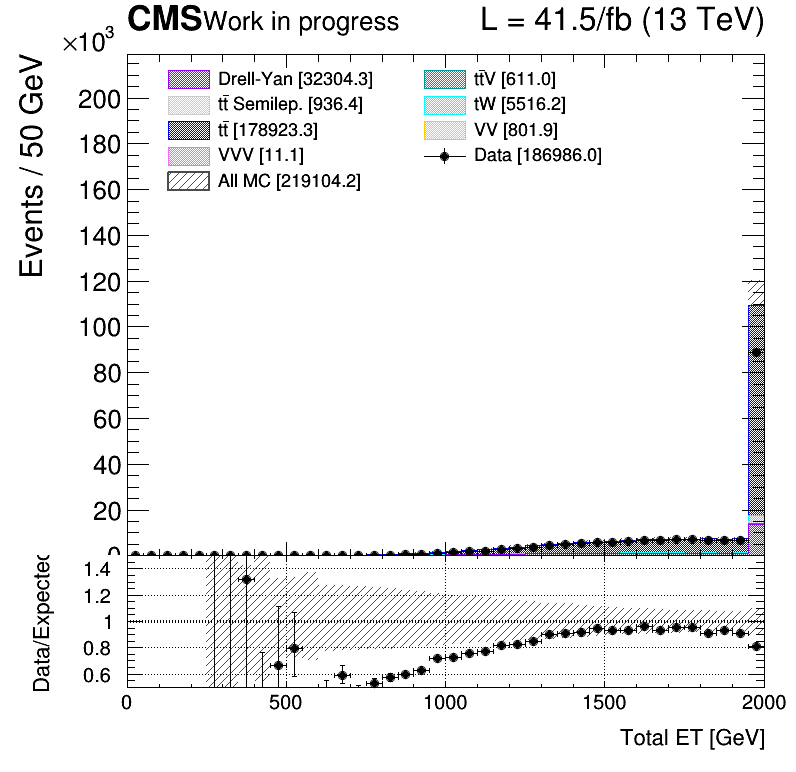 CMS Work in progress L = 41.5/fb (13 TeV)
×10³
Events / 50 GeV
Drell-Yan [32304.3]
tt̄ Semilep. [936.4]
tt̄ [178923.3]
VVV [11.1]
All MC [219104.2]
tt̄V [611.0]
tW [5516.2]
VV [801.9]
Data [186986.0]
200
180
160
140
120
100
80
60
40
20
0
Data/Expected
1.4
1.2
1
0.8
0.6
0 500 1000 1500 2000
Total ET [GeV]